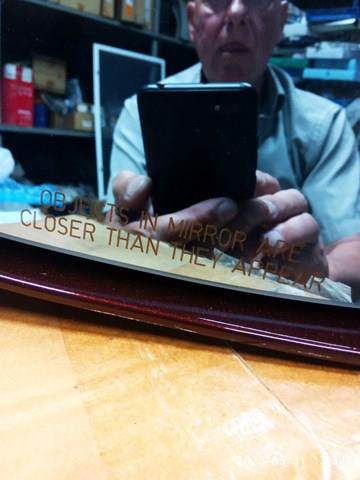 OBJECTS IN MIRROR ARE
CLOSER THAN THEY APPEAR